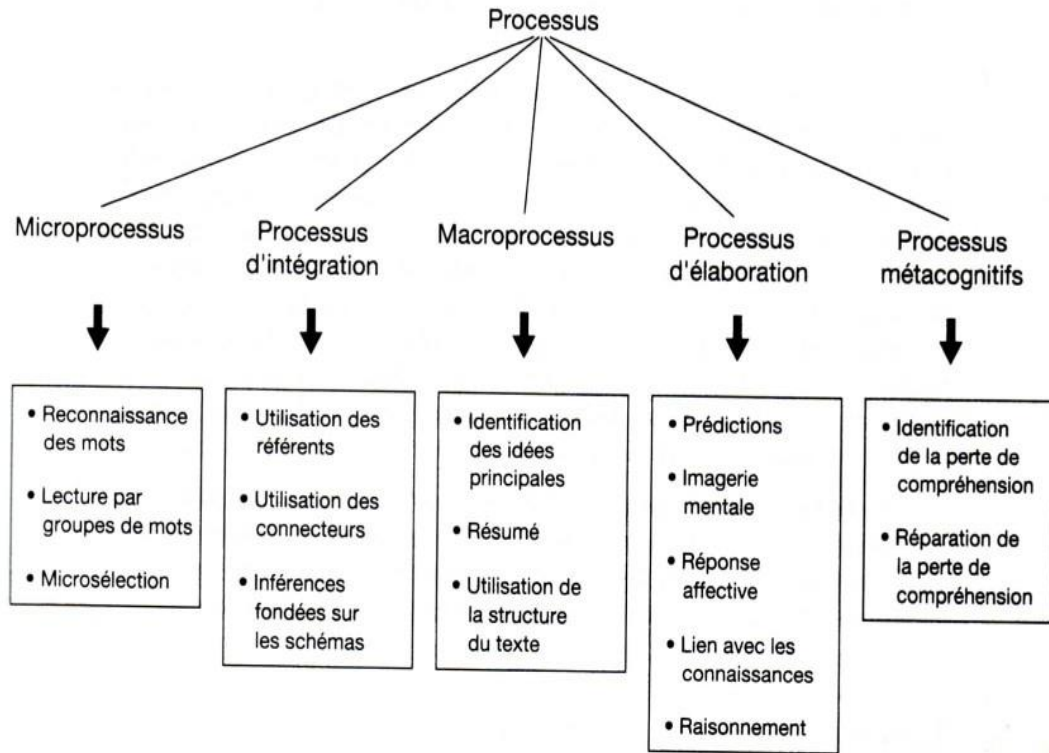 Processus
Microprocessus
Processus
d'intégration
Macroprocessus
Processus
d'élaboration
Processus
métacognitifs
• Reconnaissance
des mots
• Lecture par
groupes de mots
• Microsélection
• Utilisation des
référents
• Utilisation des
connecteurs
• Inférences
fondées sur
les schémas
• Identification
des idées
principales
• Résumé
• Utilisation de
la structure
du texte
• Prédictions
• Imagerie
mentale
• Réponse
affective
• Lien avec les
connaissances
• Raisonnement
• Identification
de la perte de
compréhension
• Réparation de
la perte de
compréhension